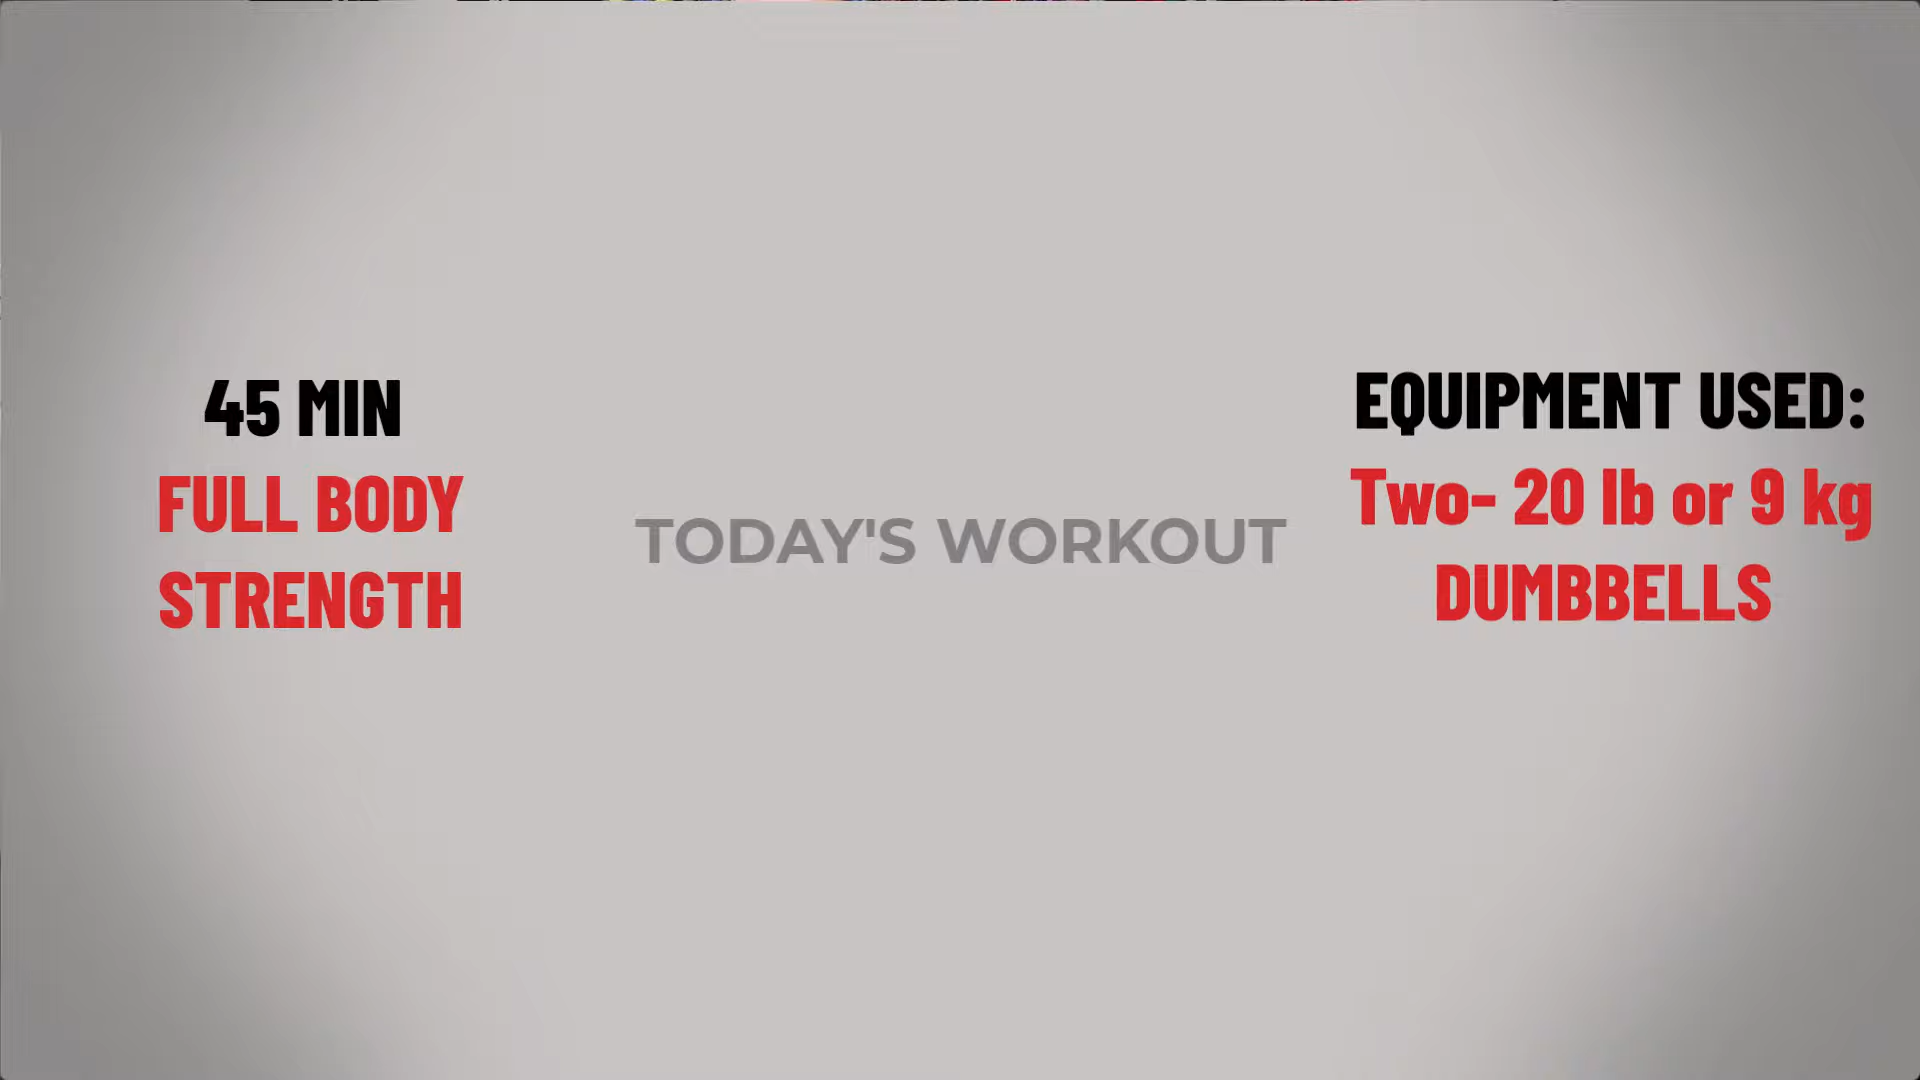 45 MIN
FULL BODY
STRENGTH
TODAY'S WORKOUT
EQUIPMENT USED:
Two- 20 lb or 9 kg
DUMBBELLS